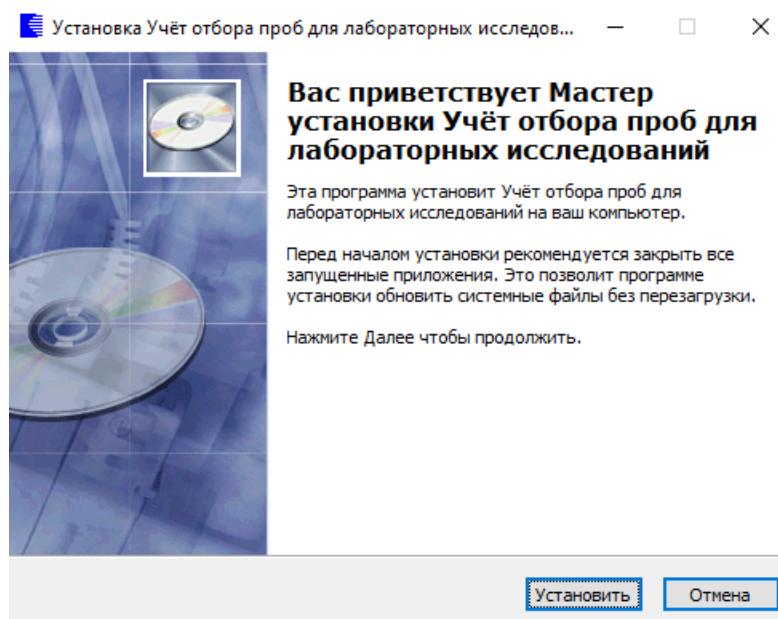 Установка Учёт отбора проб для лабораторных исследов...
Вас приветствует Мастер
установки Учёт отбора проб для
лабораторных исследований
Эта программа установит Учёт отбора проб для
лабораторных исследований на ваш компьютер.
Перед началом установки рекомендуется закрыть все
запущенные приложения. Это позволит программе
установки обновить системные файлы без перезагрузки.
Нажмите Далее чтобы продолжить.
Установить Отмена